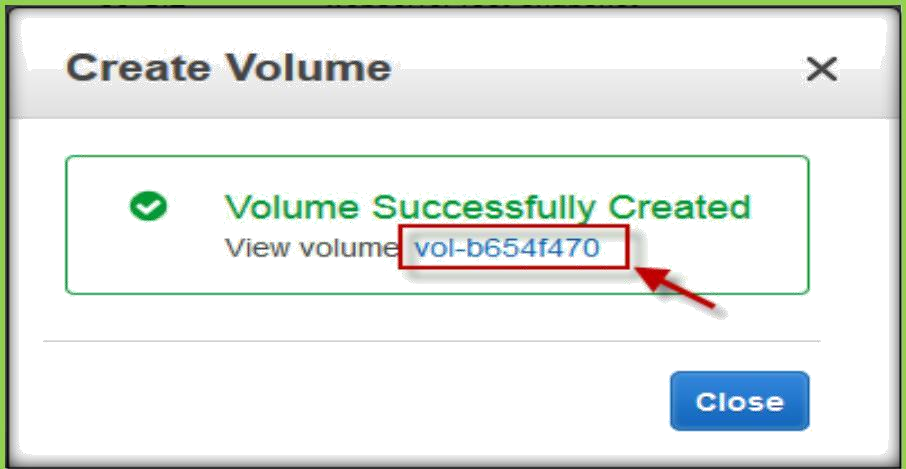 Create Volume
Volume Successfully Created
View volume vol-b654f470
Close